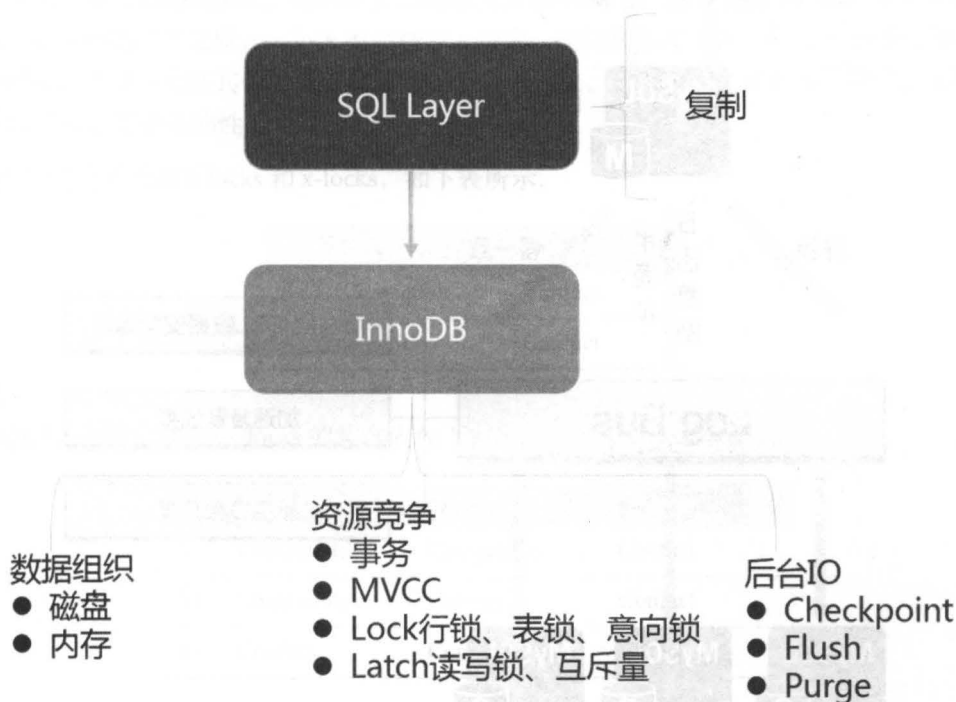 SQL Layer
复制
InnoDB
数据组织
● 磁盘
● 内存
资源竞争
● 事务
● MVCC
● Lock行锁、表锁、意向锁
● Latch读写锁、互斥量
后台IO
● Checkpoint
● Flush
● Purge